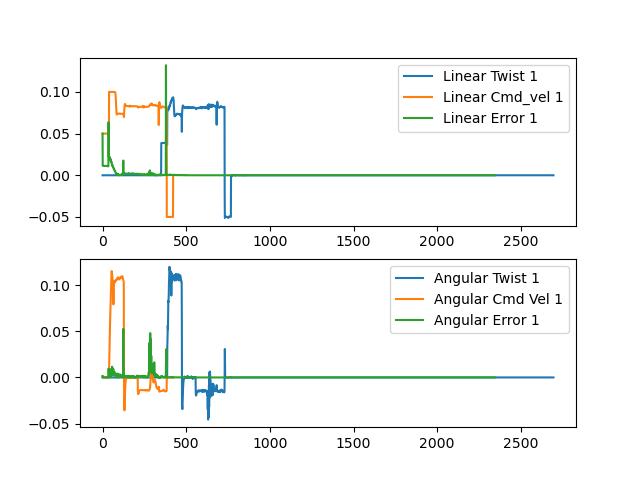 0.10
0.05
0.00
−0.05
Linear Twist 1
Linear Cmd_vel 1
Linear Error 1
0 500 1000 1500 2000 2500
0.10
0.05
0.00
−0.05
Angular Twist 1
Angular Cmd Vel 1
Angular Error 1
0 500 1000 1500 2000 2500